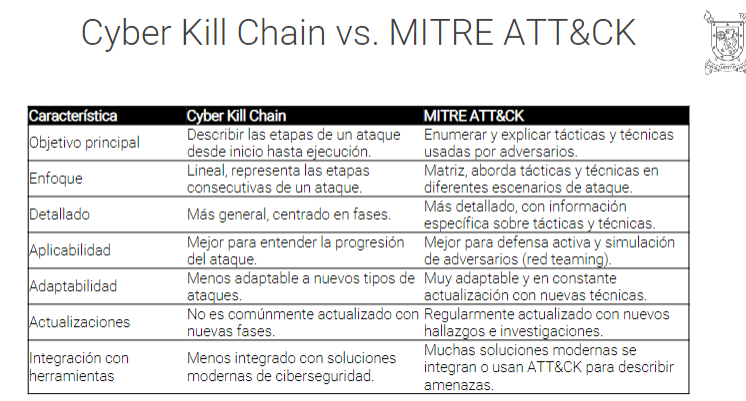 Cyber Kill Chain vs. MITRE ATT&CK
Característica Cyber Kill Chain MITRE ATT&CK
Objetivo principal
Describir las etapas de un ataque
desde inicio hasta ejecución.
Enumerar y explicar tácticas y técnicas
usadas por adversarios.
Enfoque
Lineal, representa las etapas
consecutivas de un ataque.
Matriz, aborda tácticas y técnicas en
diferentes escenarios de ataque.
Detallado
Más general, centrado en fases.
Más detallado, con información
específica sobre tácticas y técnicas.
Aplicabilidad
Mejor para entender la progresión
del ataque.
Mejor para defensa activa y simulación
de adversarios (red teaming).
Adaptabilidad
Menos adaptable a nuevos tipos de
ataques.
Muy adaptable y en constante
actualización con nuevas técnicas.
Actualizaciones
No es comúnmente actualizado con
nuevas fases.
Regularmente actualizado con nuevos
hallazgos e investigaciones.
Integración con
herramientas
Menos integrado con soluciones
modernas de ciberseguridad.
Muchas soluciones modernas se
integran o usan ATT&CK para describir
amenazas.